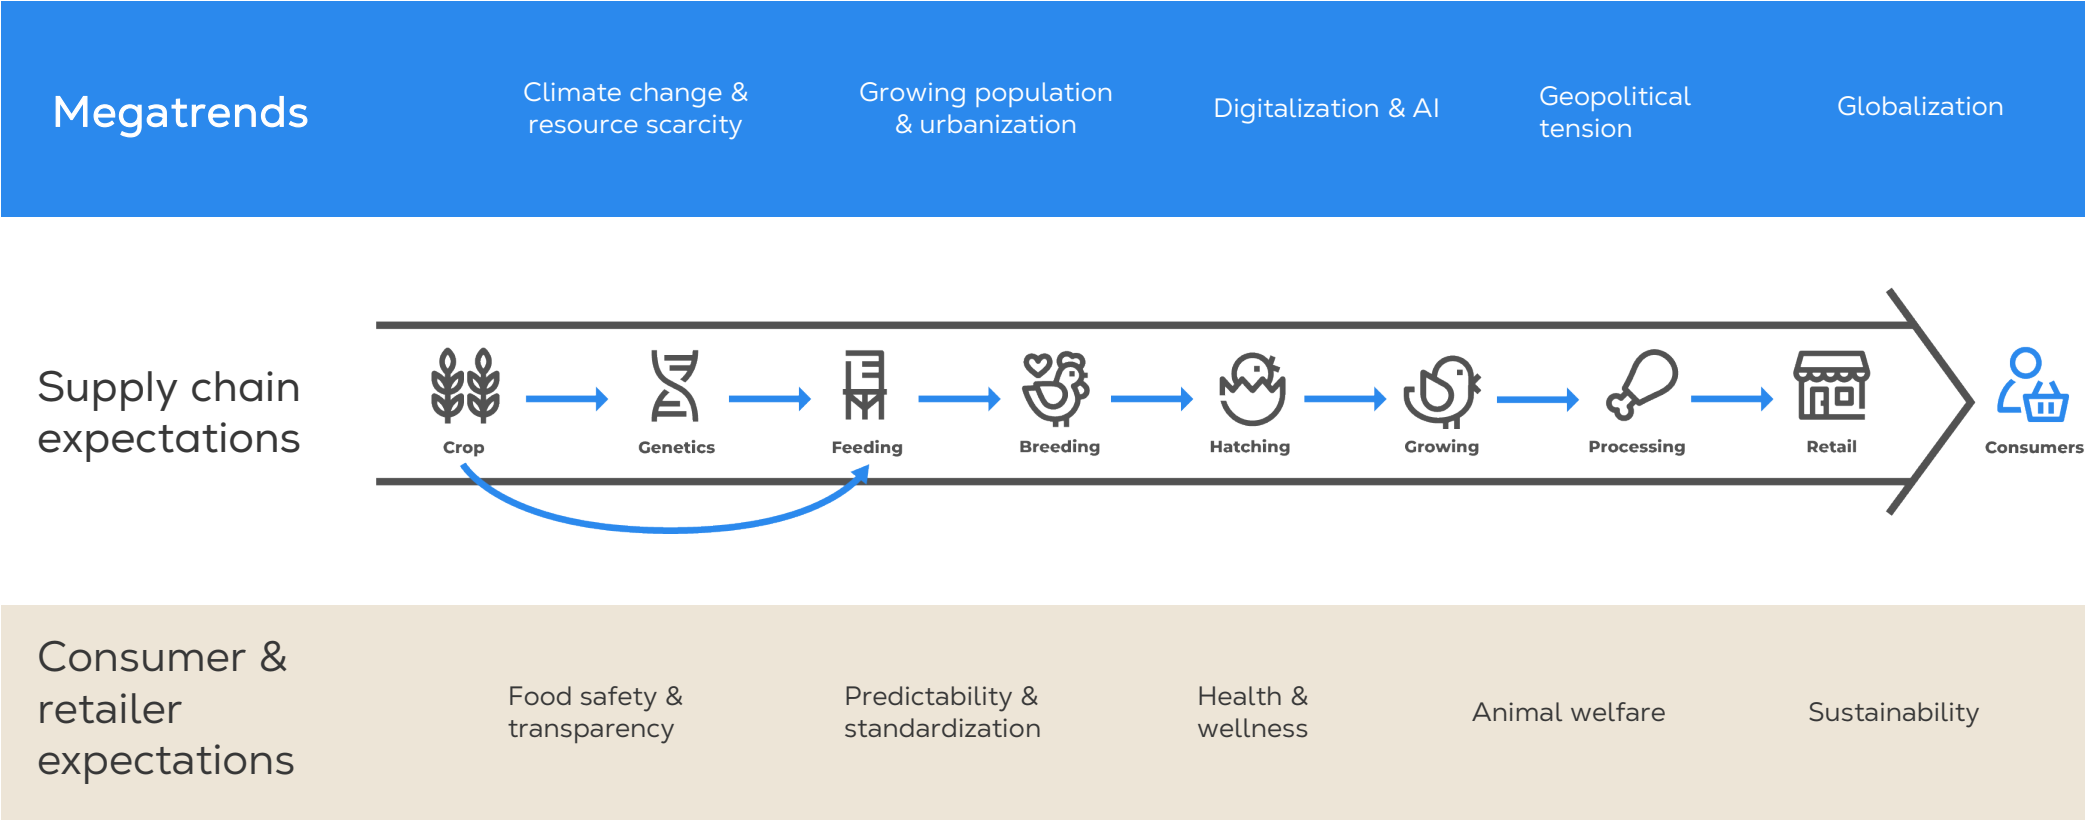 Megatrends
Climate change &
resource scarcity
Growing population
& urbanization
Digitalization & AI
Geopolitical
tension
Globalization
Supply chain
expectations
Crop
Genetics
Feeding
Breeding
Hatching
Growing
Processing
Retail
Consumers
Consumer &
retailer
expectations
Food safety &
transparency
Predictability &
standardization
Health &
wellness
Animal welfare
Sustainability